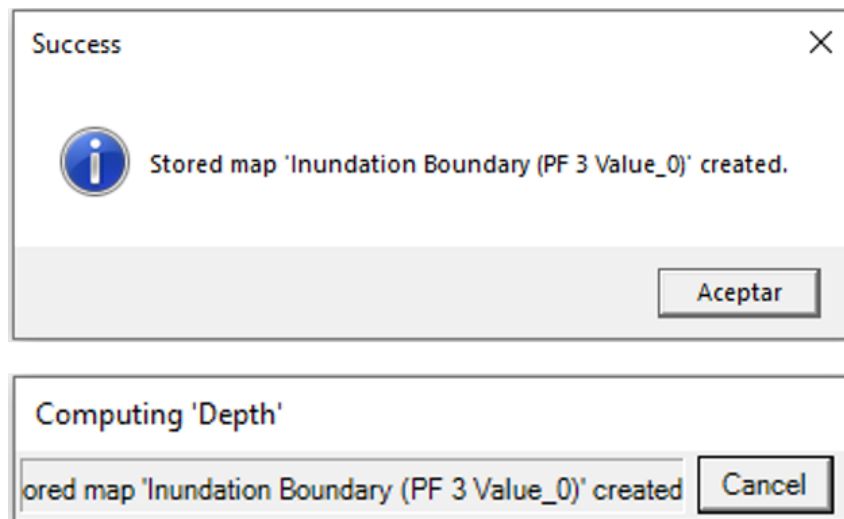 Success
Stored map 'Inundation Boundary (PF 3 Value_0)' created.
Aceptar
Computing 'Depth'
ored map 'Inundation Boundary (PF 3 Value_0)' created
Cancel